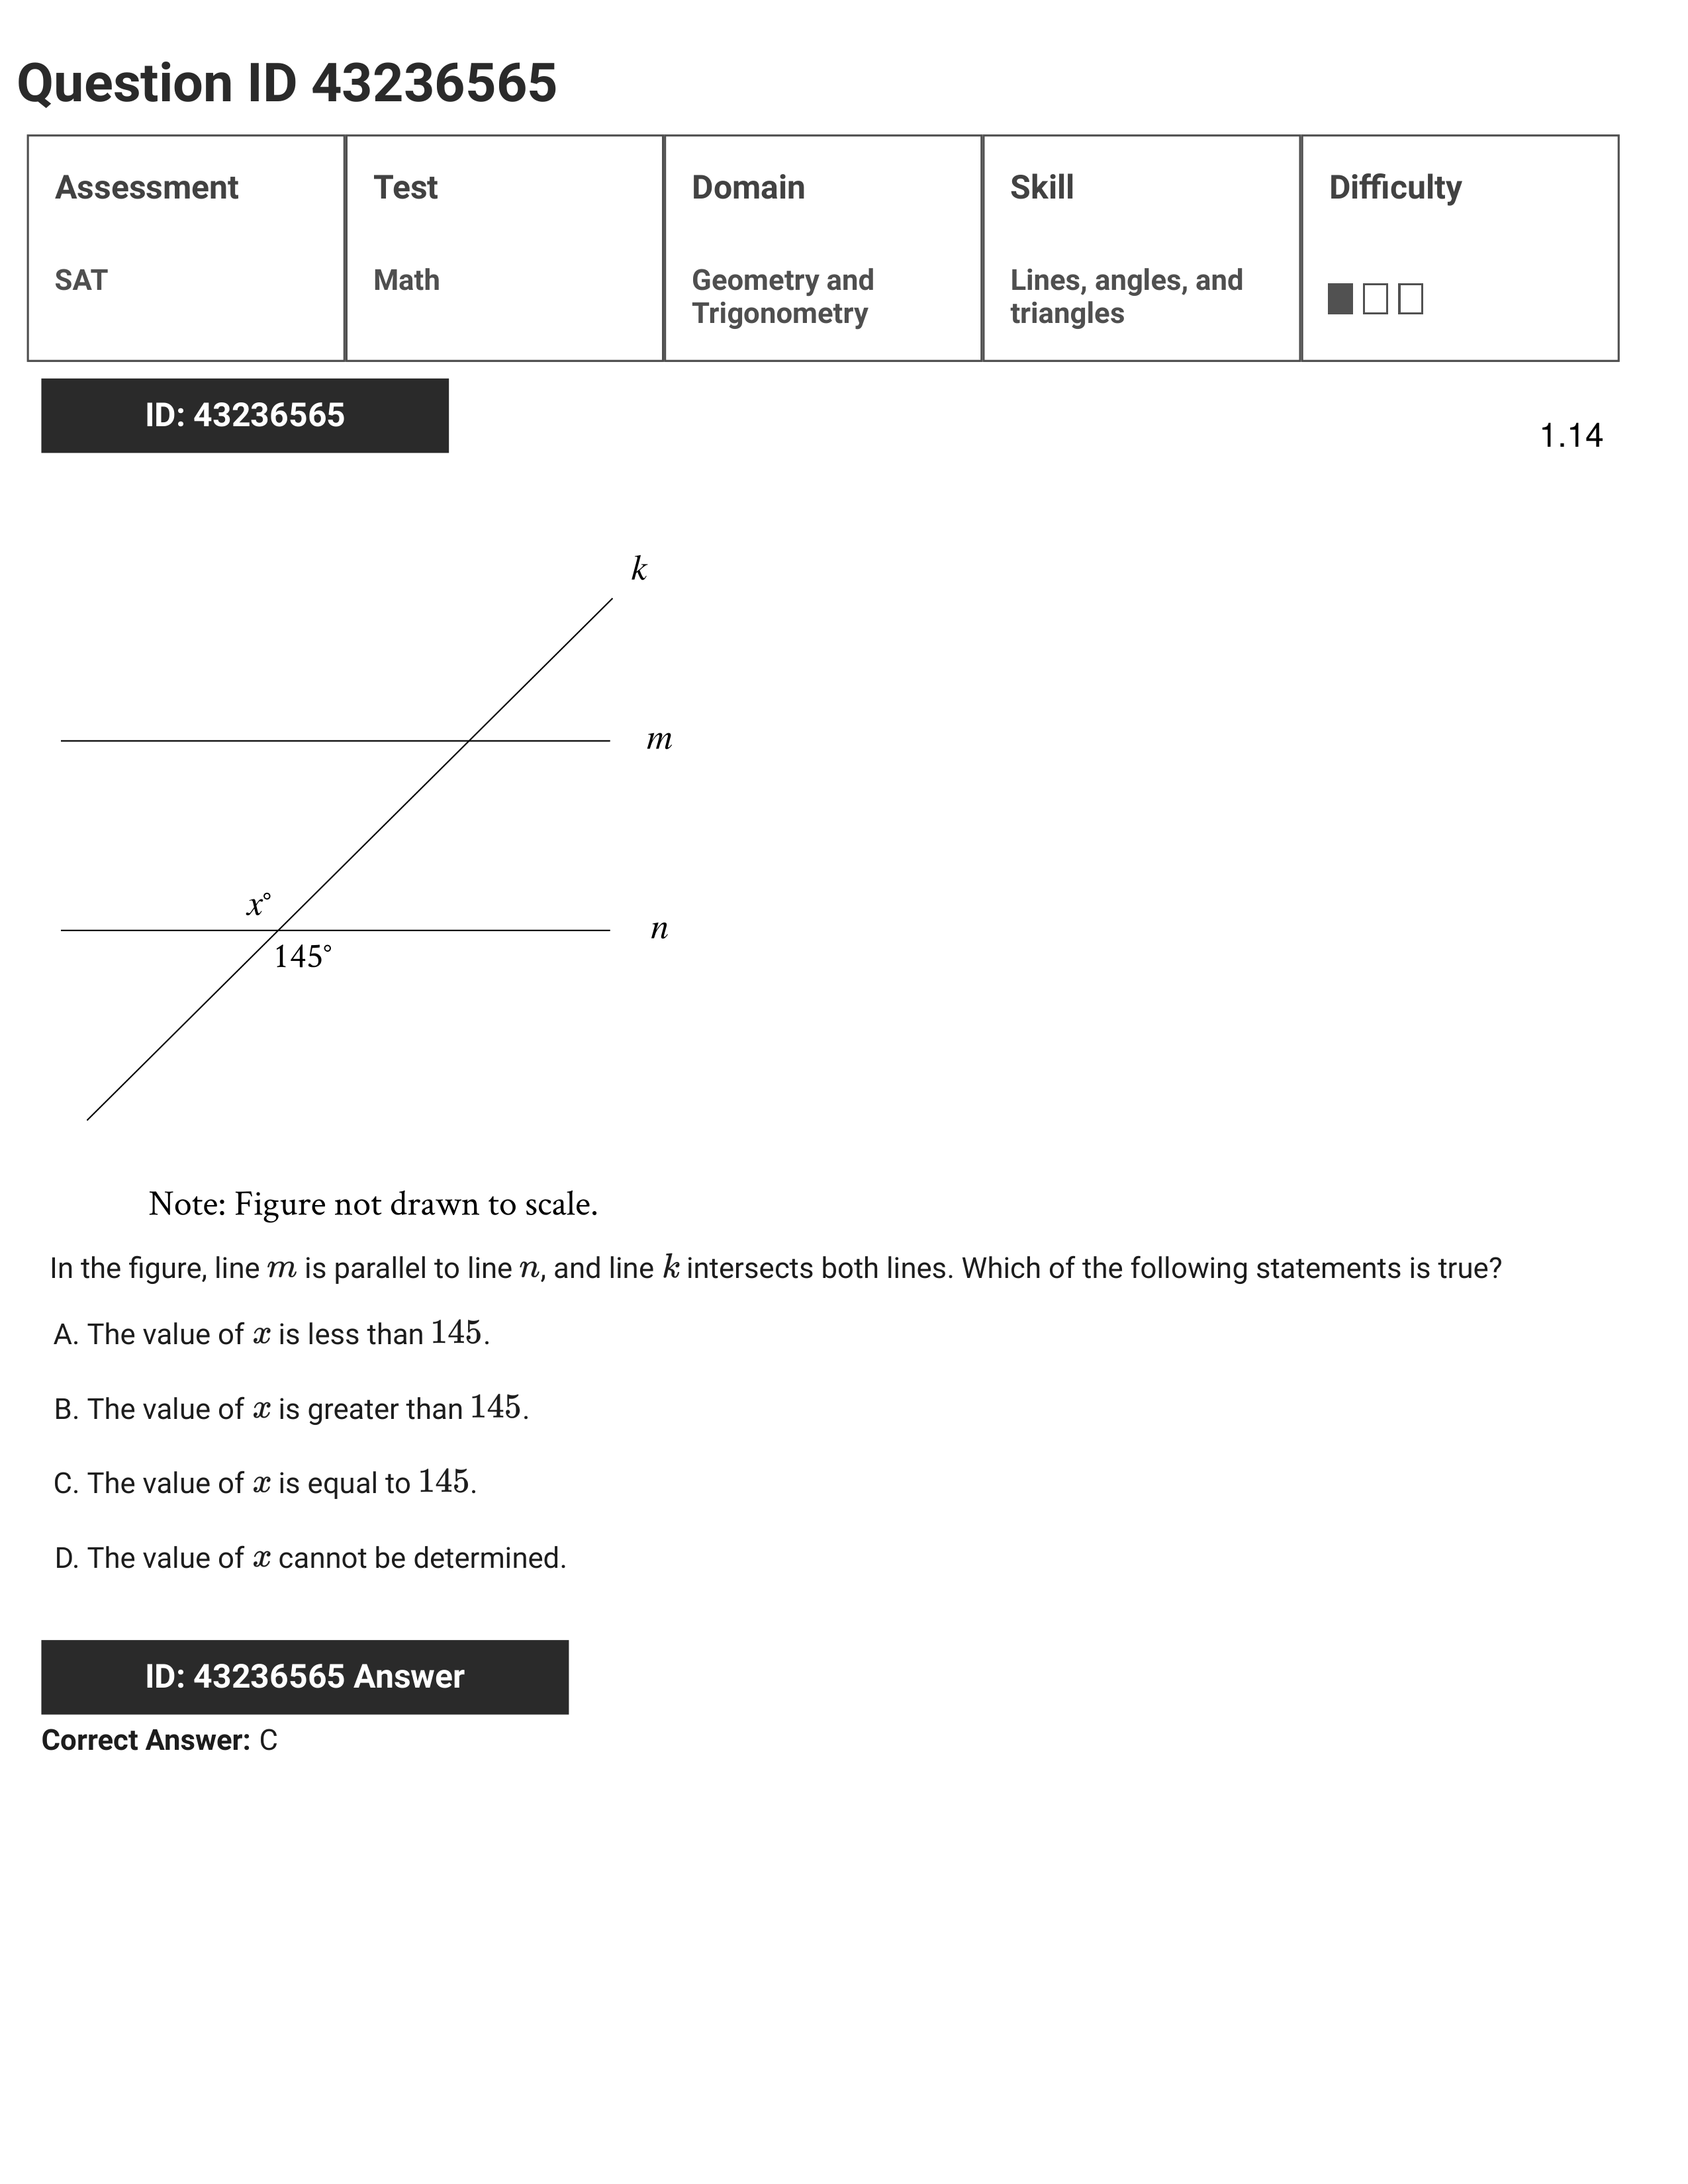 Question ID 43236565
Assessment Test Domain Skill Difficulty
SAT Math Geometry and Trigonometry Lines, angles, and triangles
ID: 43236565
1.14
k
m
x°
n
145°
Note: Figure not drawn to scale.
In the figure, line m is parallel to line n, and line k intersects both lines. Which of the following statements is true?
A. The value of x is less than 145.
B. The value of x is greater than 145.
C. The value of x is equal to 145.
D. The value of x cannot be determined.
ID: 43236565 Answer
Correct Answer: C